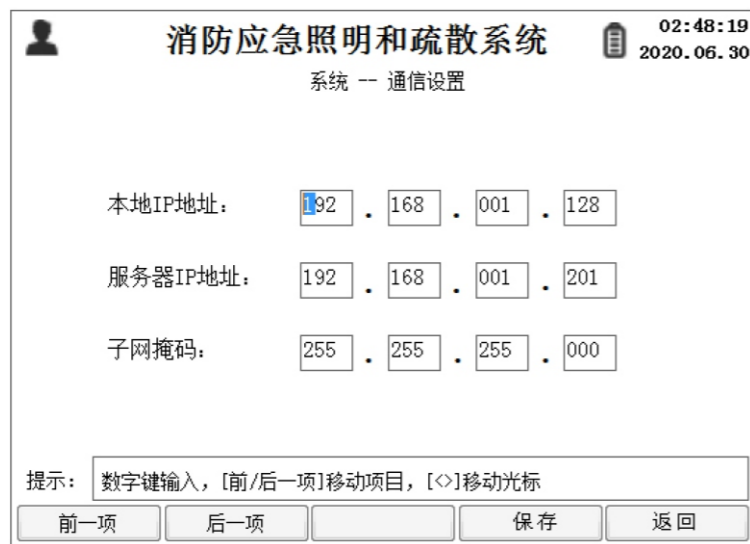 消防应急照明和疏散系统
02:48:19
2020.06.30
系统 -- 通信设置
本地IP地址: 192 . 168 . 001 . 128
服务器IP地址: 192 . 168 . 001 . 201
子网掩码: 255 . 255 . 255 . 000
提示: 数字键输入, [前/后一项]移动项目, [<>]移动光标
前一项 后一项 保存 返回